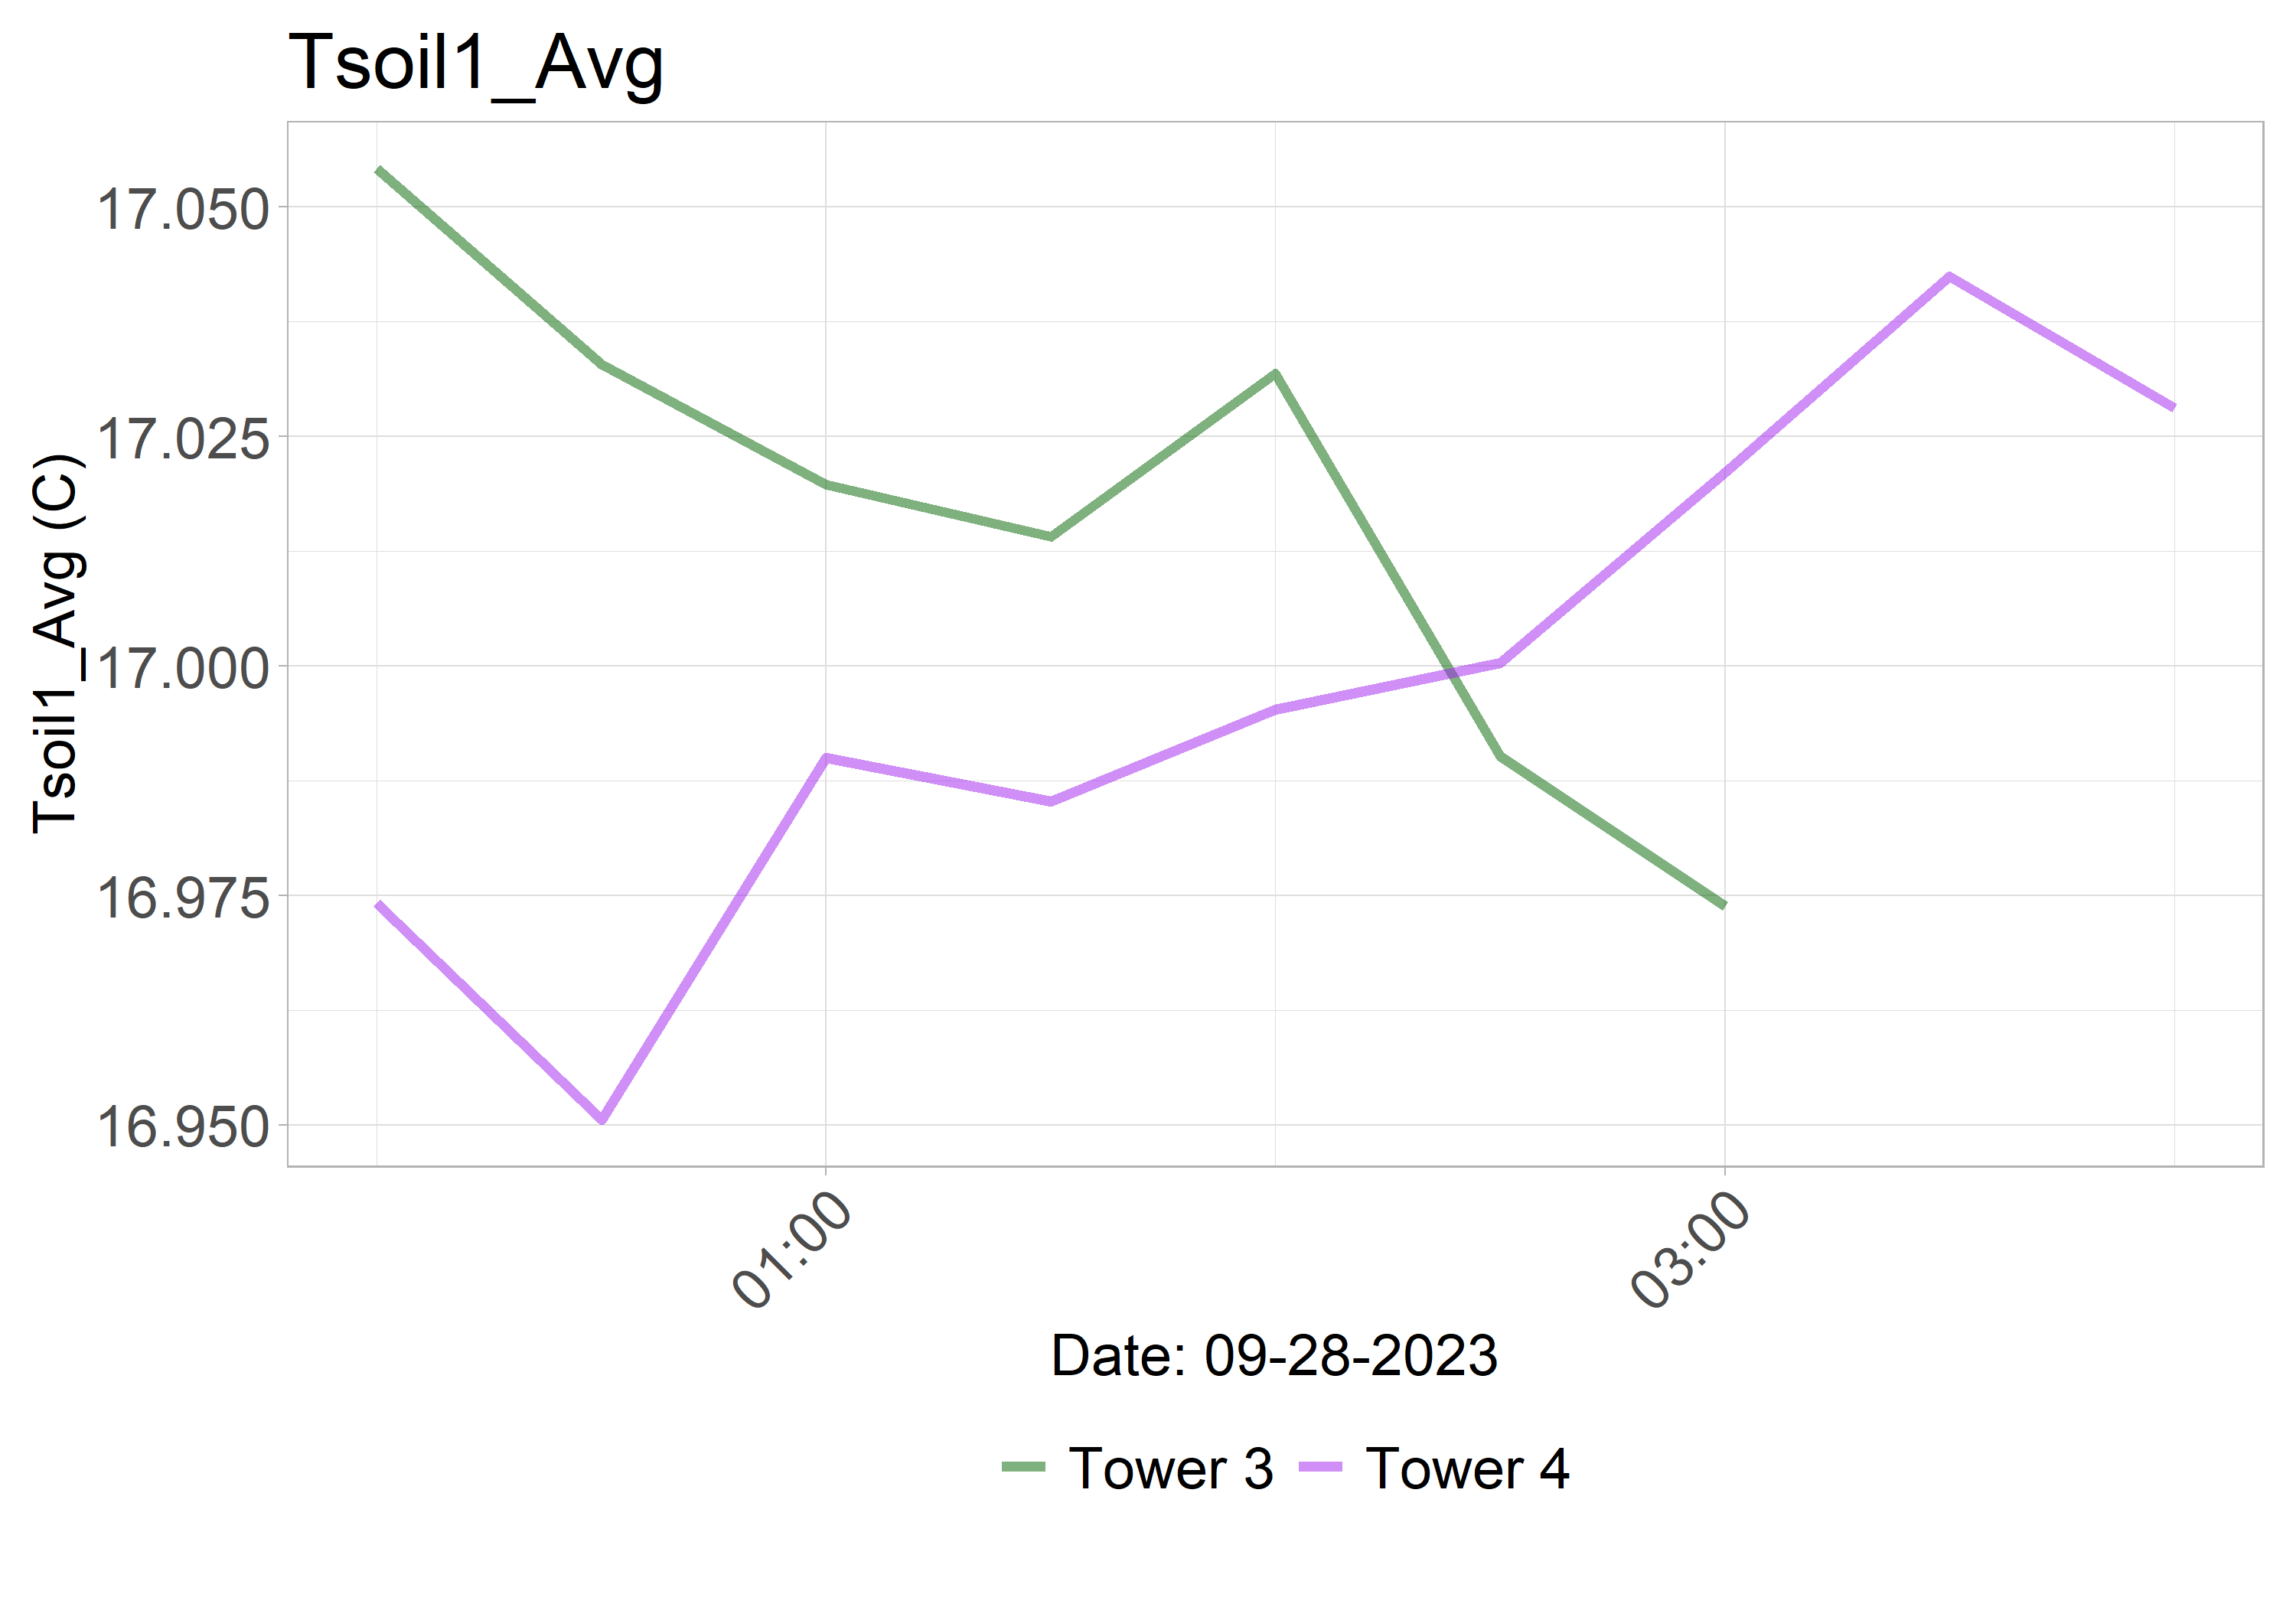 Tsoil1_Avg
Tsoil1_Avg (C)
17.050
17.025
17.000
16.975
16.950
01:00
03:00
Date: 09-28-2023
Tower 3
Tower 4